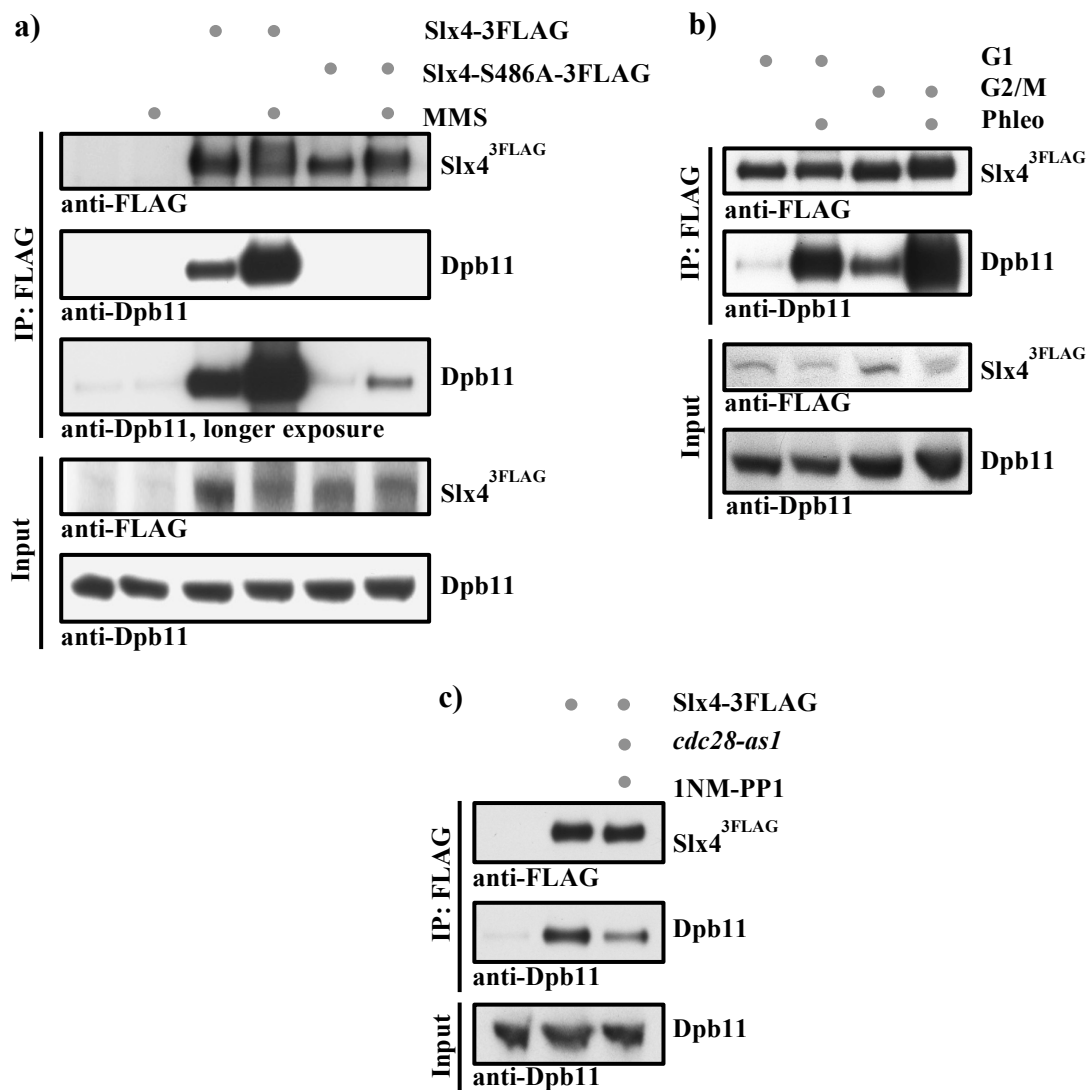 a)
Slx4-3FLAG
Slx4-S486A-3FLAG
MMS
IP: FLAG
Slx4 3FLAG
anti-FLAG
Dpb11
anti-Dpb11
Dpb11
anti-Dpb11, longer exposure
Input
Slx4 3FLAG
anti-FLAG
Dpb11
anti-Dpb11
b)
G1
G2/M
Phleo
IP: FLAG
Slx4 3FLAG
anti-FLAG
Dpb11
anti-Dpb11
Input
Slx4 3FLAG
anti-FLAG
Dpb11
anti-Dpb11
c)
Slx4-3FLAG
cdc28-as1
1NM-PP1
IP: FLAG
Slx4 3FLAG
anti-FLAG
Dpb11
anti-Dpb11
Input
Dpb11
anti-Dpb11